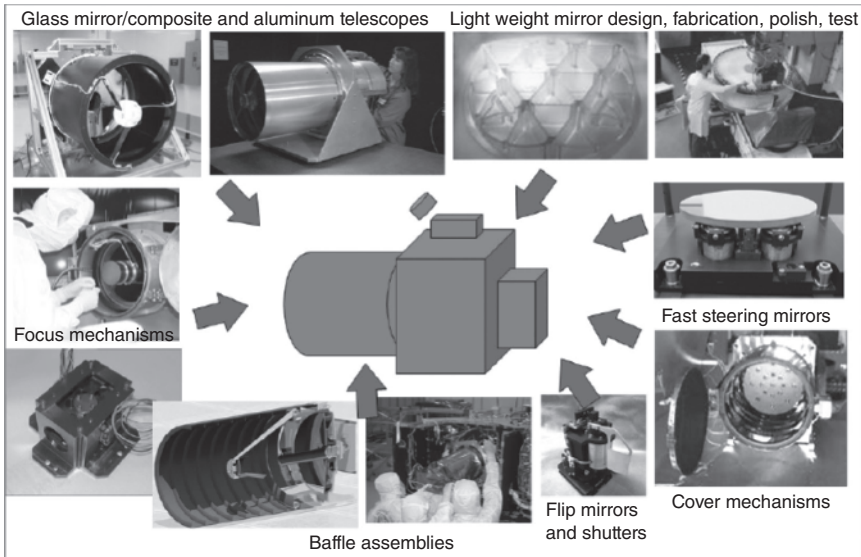 Glass mirror/composite and aluminum telescopes
Light weight mirror design, fabrication, polish, test
Focus mechanisms
Fast steering mirrors
Baffle assemblies
Flip mirrors
and shutters
Cover mechanisms